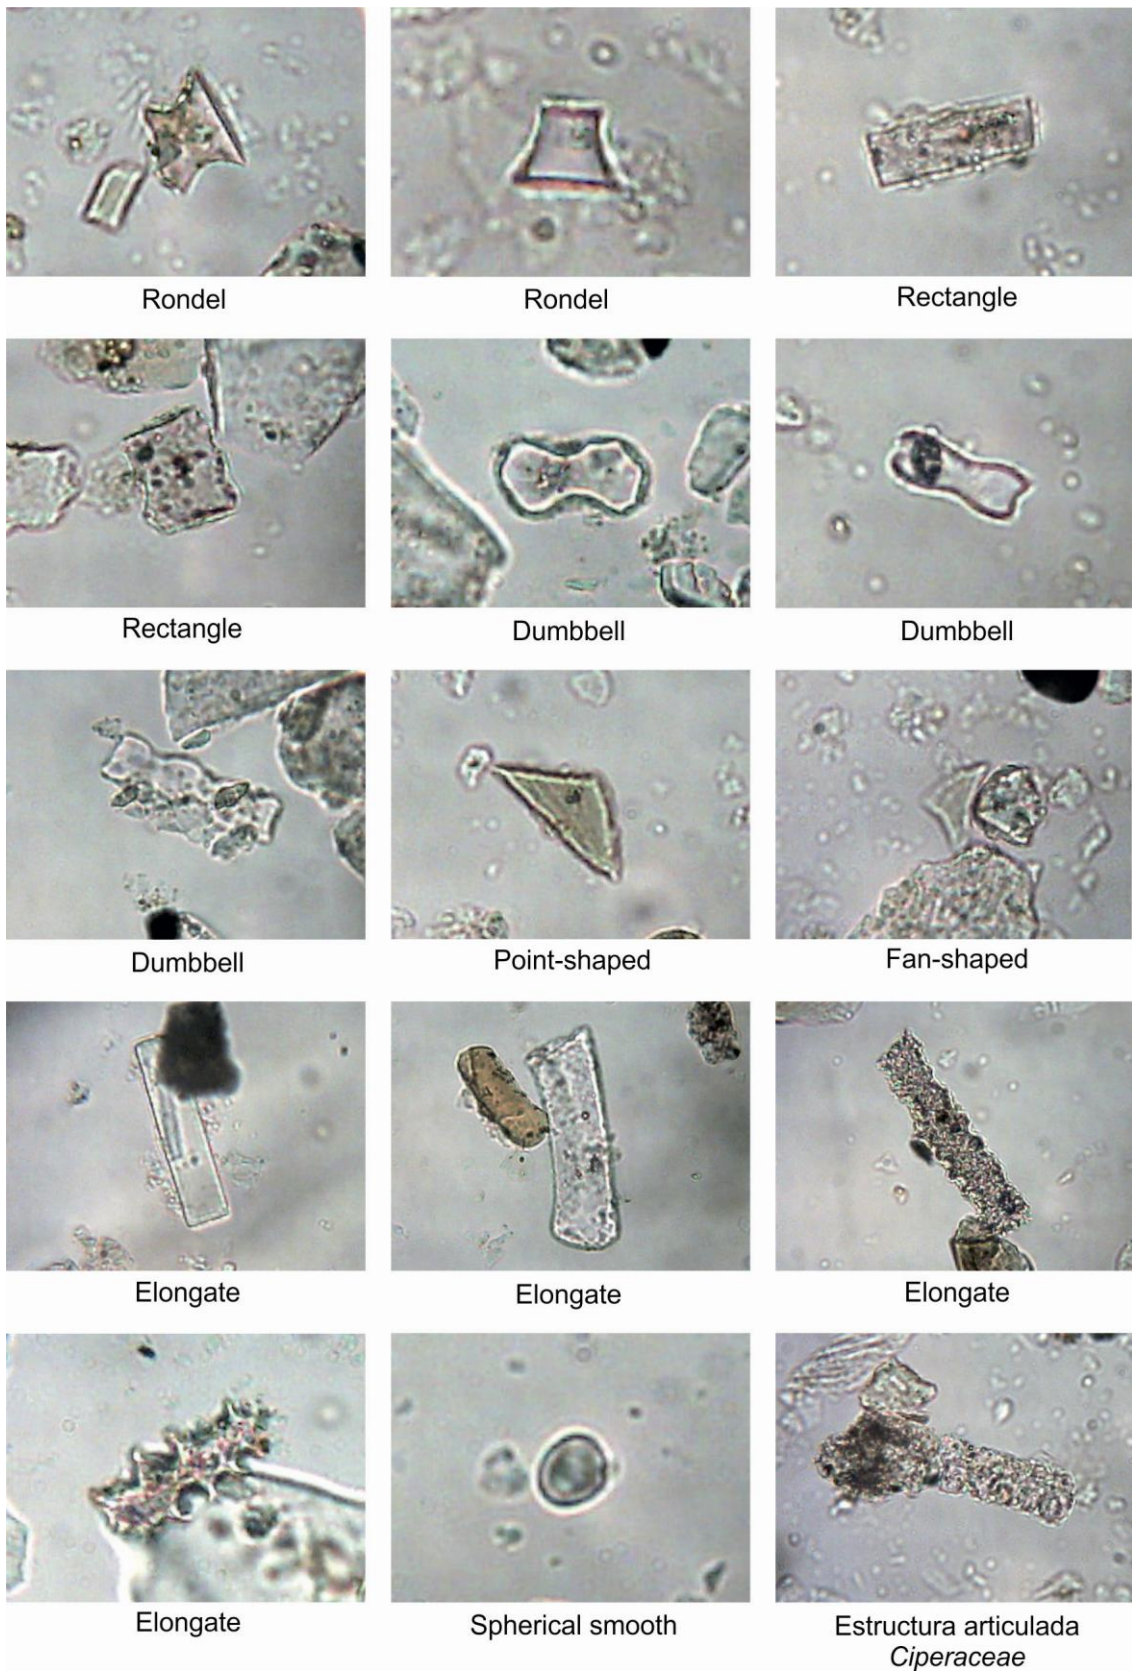 Rondel
Rondel
Rectangle
Rectangle
Dumbbell
Dumbbell
Dumbbell
Point-shaped
Fan-shaped
Elongate
Elongate
Elongate
Elongate
Spherical smooth
Estructura articulada
Ciperaceae